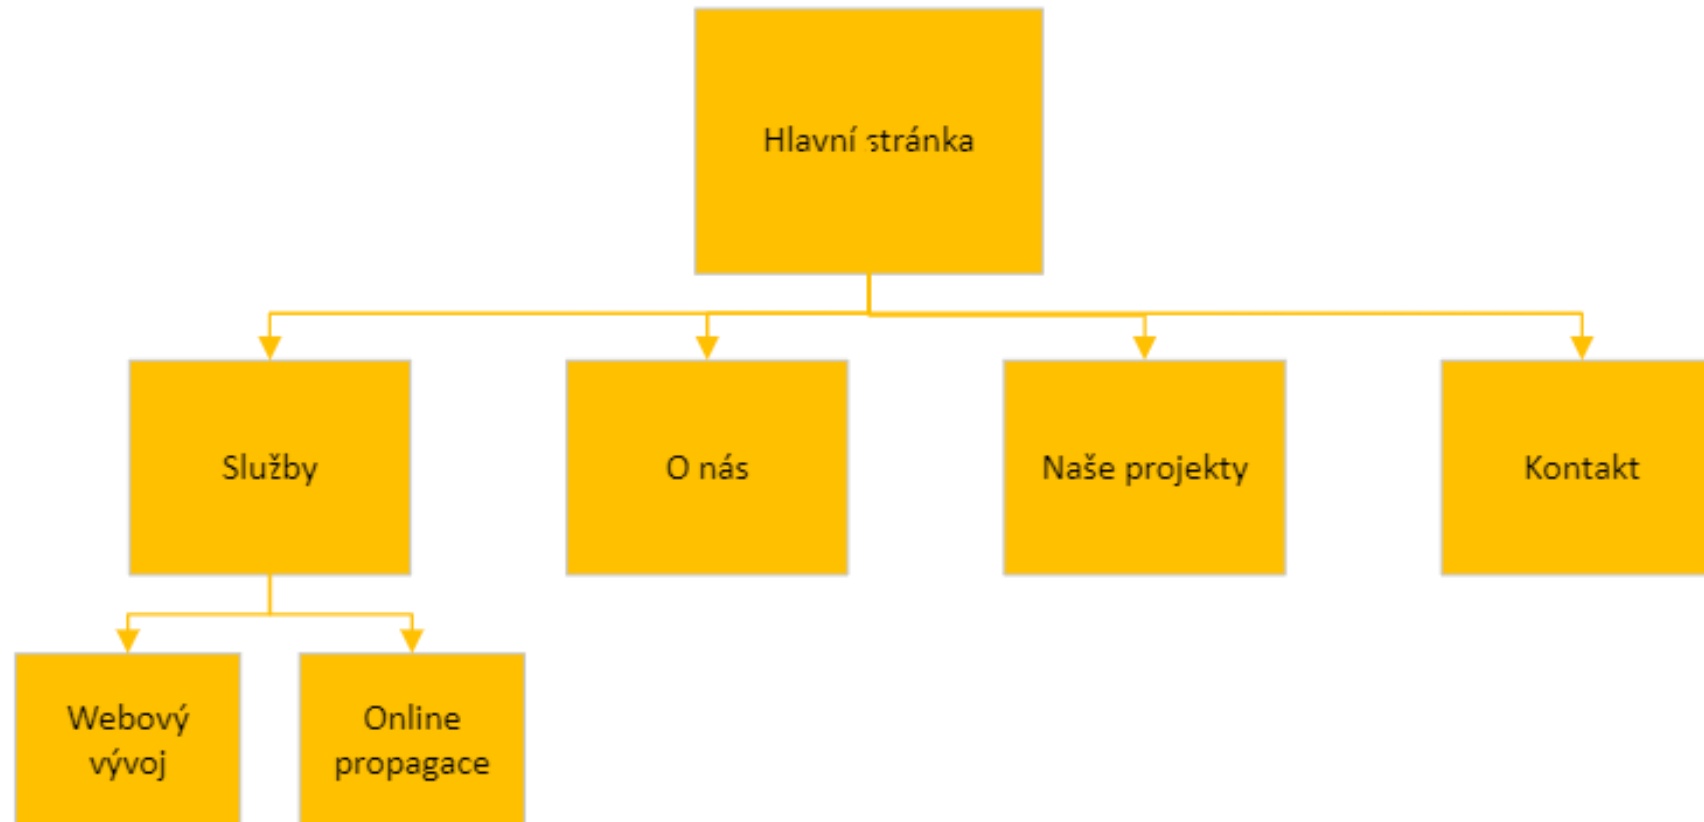 Hlavní stránka
Služby
O nás
Naše projekty
Kontakt
Webový
vývoj
Online
propagace